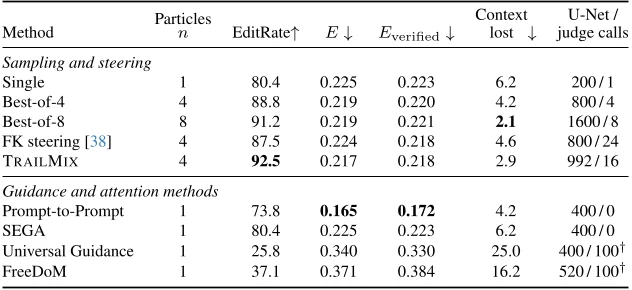 Method Particles n EditRate↑ E ↓ E_verified ↓ Context lost ↓ U-Net / judge calls
Sampling and steering
Single 1 80.4 0.225 0.223 6.2 200 / 1
Best-of-4 4 88.8 0.219 0.220 4.2 800 / 4
Best-of-8 8 91.2 0.219 0.221 2.1 1600 / 8
FK steering [38] 4 87.5 0.224 0.218 4.6 800 / 24
TRAILMIX 4 92.5 0.217 0.218 2.9 992 / 16
Guidance and attention methods
Prompt-to-Prompt 1 73.8 0.165 0.172 4.2 400 / 0
SEGA 1 80.4 0.225 0.223 6.2 400 / 0
Universal Guidance 1 25.8 0.340 0.330 25.0 400 / 100†
FreeDoM 1 37.1 0.371 0.384 16.2 520 / 100†